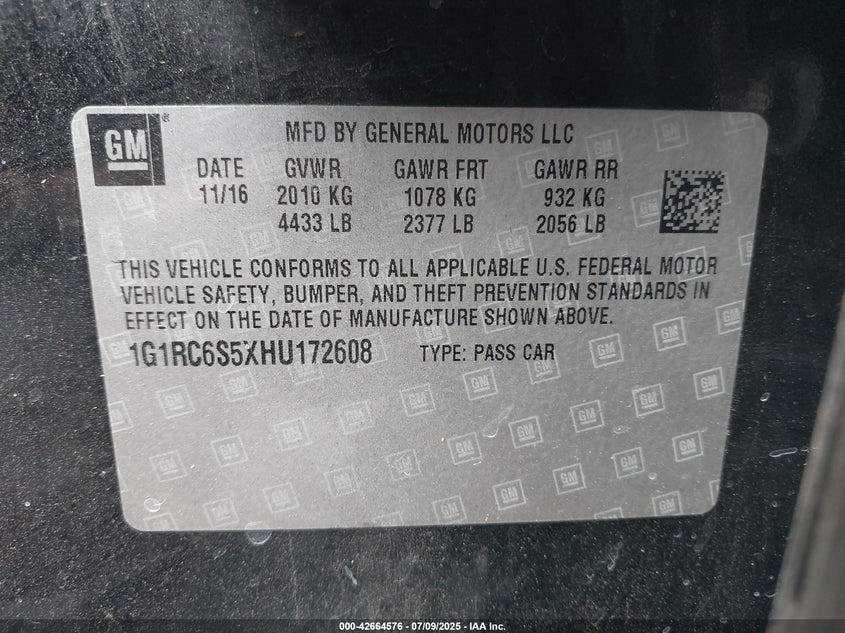 GM ®
MFD BY GENERAL MOTORS LLC
DATE GVWR GAWR FRT GAWR RR
11/16 2010 KG 1078 KG 932 KG
4433 LB 2377 LB 2056 LB
THIS VEHICLE CONFORMS TO ALL APPLICABLE U.S. FEDERAL MOTOR
VEHICLE SAFETY, BUMPER, AND THEFT PREVENTION STANDARDS IN
EFFECT ON THE DATE OF MANUFACTURE SHOWN ABOVE.
1G1RC6S5XHU172608 TYPE: PASS CAR
000-42664576 / 07/09/2025 - IAA Inc.